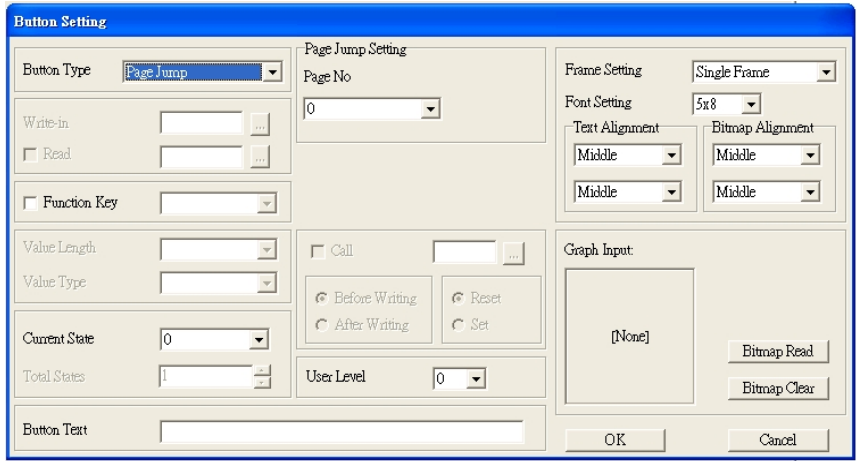 Button Setting
Button Type Page Jump
Write-in ...
Read ...
Function Key
Value Length
Value Type
Current State 0
Total States 1
Button Text
Page Jump Setting
Page No
0
Call ...
Before Writing Reset
After Writing Set
User Level 0
Frame Setting Single Frame
Font Setting 5x8
Text Alignment Bitmap Alignment
Middle Middle
Middle Middle
Graph Input:
[None]
Bitmap Read
Bitmap Clear
OK Cancel